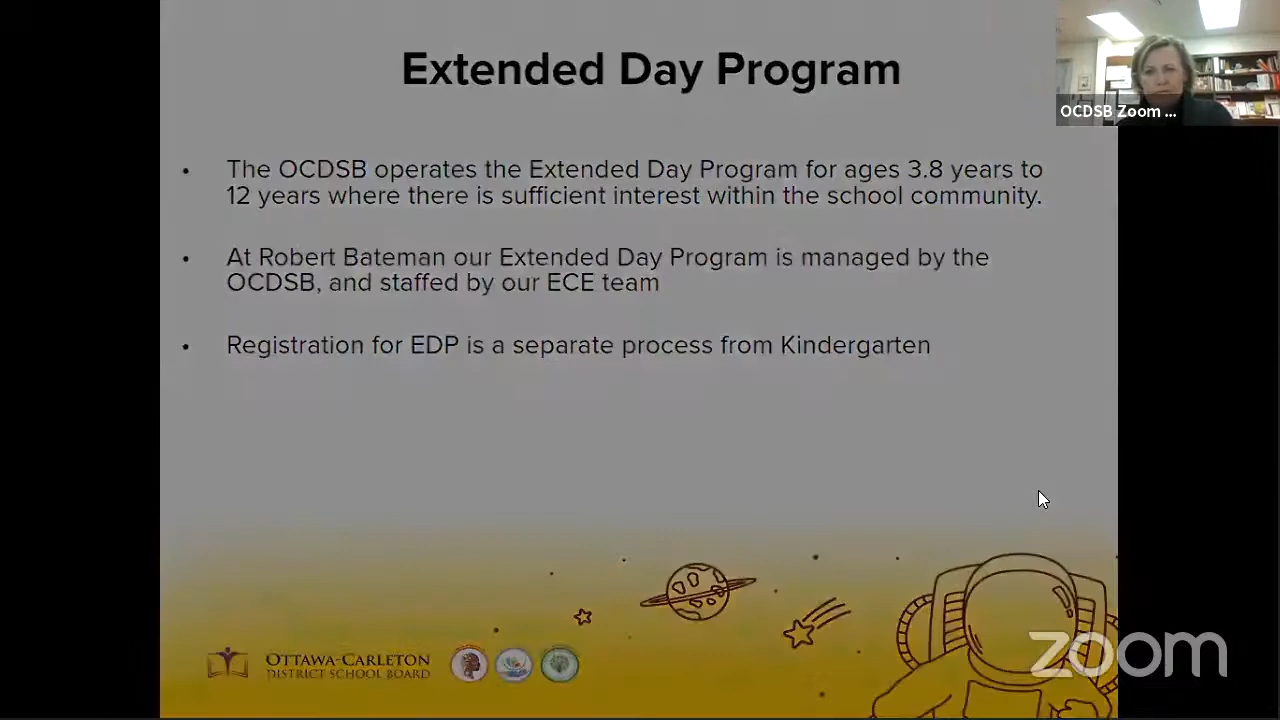 Extended Day Program
OCDSB Zoom ...
• The OCDSB operates the Extended Day Program for ages 3.8 years to
12 years where there is sufficient interest within the school community.
• At Robert Bateman our Extended Day Program is managed by the
OCDSB, and staffed by our ECE team
• Registration for EDP is a separate process from Kindergarten
OTTAWA-CARLETON
DISTRICT SCHOOL BOARD
zoom